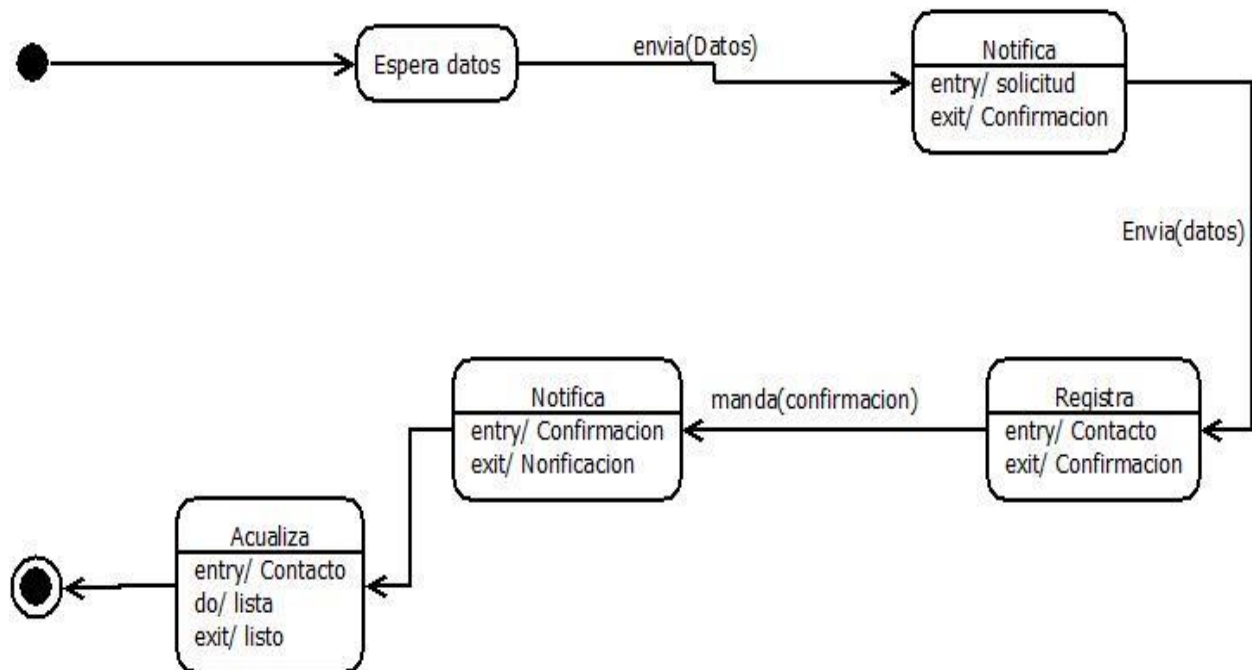 Espera datos
envia(Datos)
Notifica
entry/ solicitud
exit/ Confirmacion
Envia(datos)
Registra
entry/ Contacto
exit/ Confirmacion
manda(confirmacion)
Notifica
entry/ Confirmacion
exit/ Norificacion
Acualiza
entry/ Contacto
do/ lista
exit/ listo